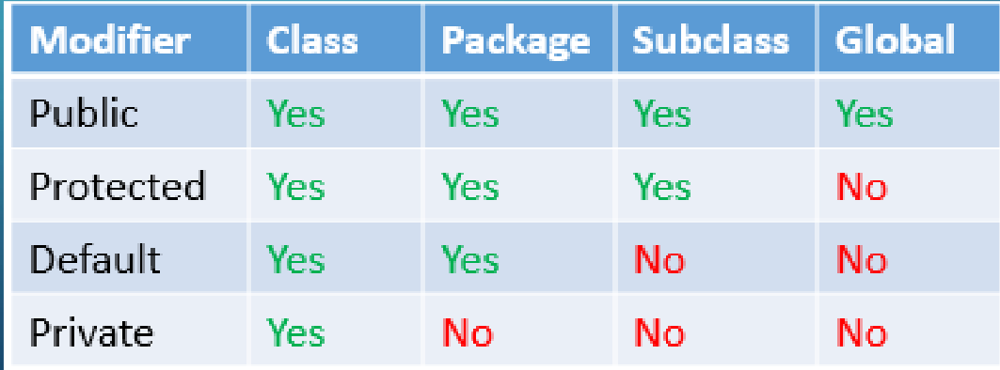 Modifier Class Package Subclass Global
Public Yes Yes Yes Yes
Protected Yes Yes Yes No
Default Yes Yes No No
Private Yes No No No